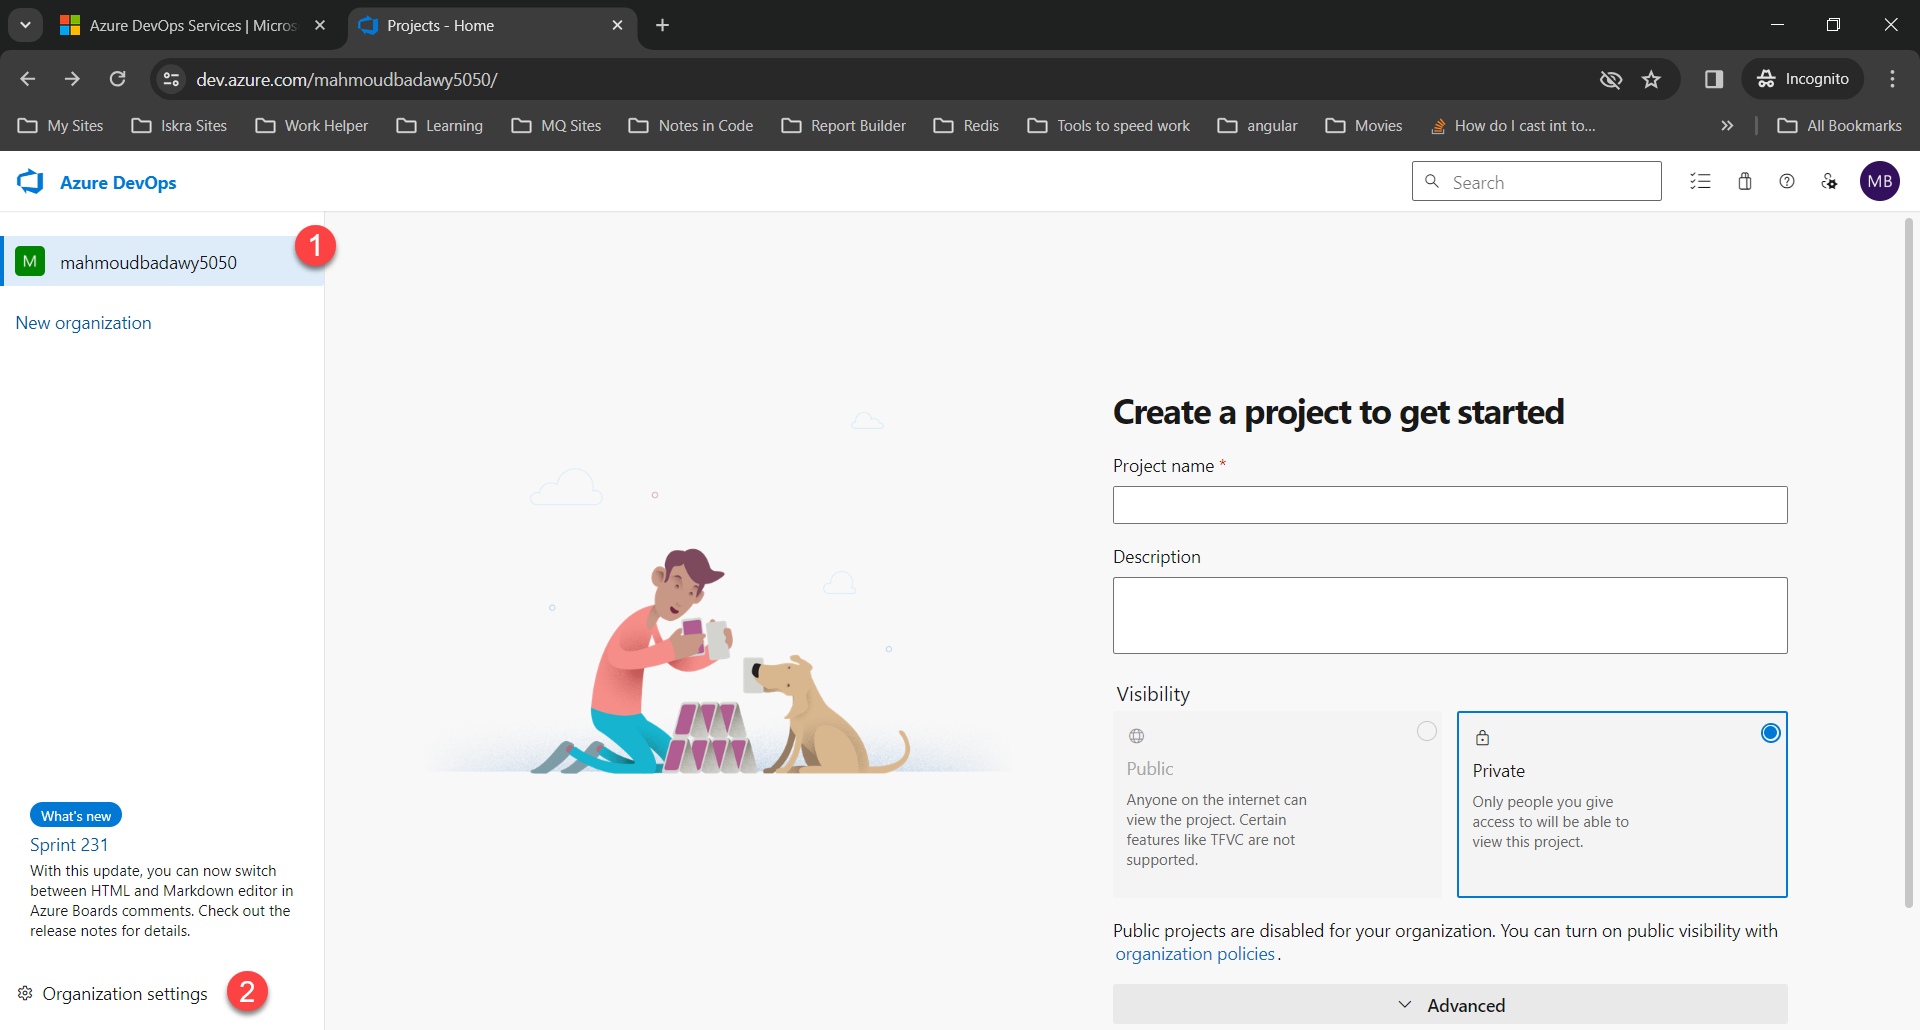 Azure DevOps Services | Micros
Projects - Home
dev.azure.com/mahmoudbadawy5050/
Incognito
My Sites
Iskra Sites
Work Helper
Learning
MQ Sites
Notes in Code
Report Builder
Redis
Tools to speed work
angular
Movies
How do I cast int to...
All Bookmarks
Azure DevOps
Search
MB
M
mahmoudbadawy5050
1
New organization
Create a project to get started
Project name *
Description
Visibility
Public
Anyone on the internet can
view the project. Certain
features like TFVC are not
supported.
Private
Only people you give
access to will be able to
view this project.
Public projects are disabled for your organization. You can turn on public visibility with
organization policies.
Advanced
What's new
Sprint 231
With this update, you can now switch
between HTML and Markdown editor in
Azure Boards comments. Check out the
release notes for details.
Organization settings
2